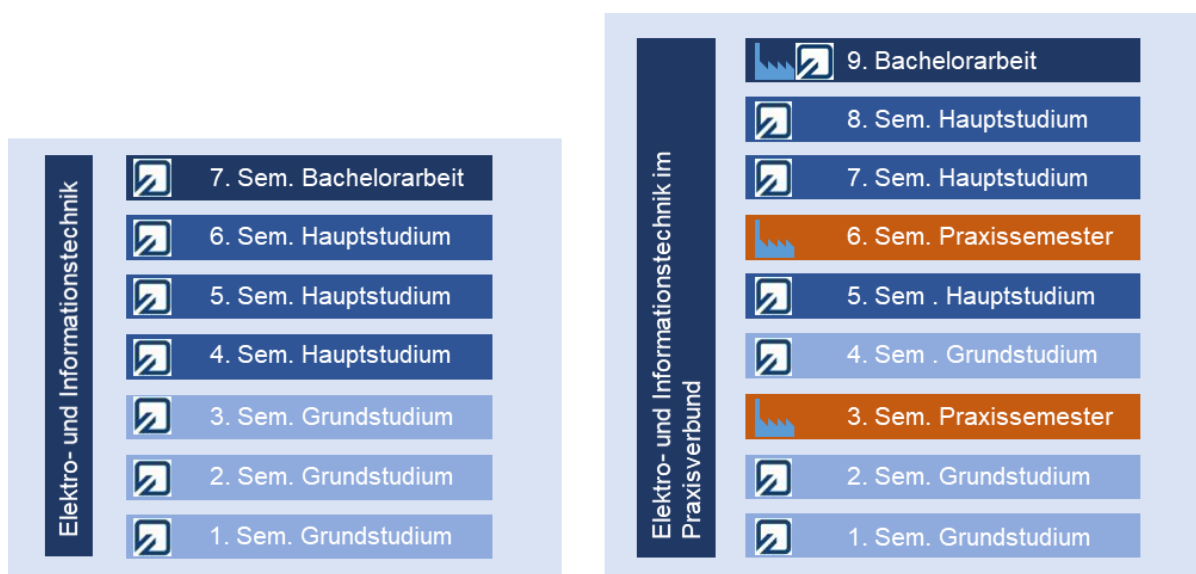 Elektro- und Informationstechnik
7. Sem. Bachelorarbeit
6. Sem. Hauptstudium
5. Sem. Hauptstudium
4. Sem. Hauptstudium
3. Sem. Grundstudium
2. Sem. Grundstudium
1. Sem. Grundstudium
Elektro- und Informationstechnik im
Praxisverbund
9. Bachelorarbeit
8. Sem. Hauptstudium
7. Sem. Hauptstudium
6. Sem. Praxissemester
5. Sem . Hauptstudium
4. Sem . Grundstudium
3. Sem. Praxissemester
2. Sem. Grundstudium
1. Sem. Grundstudium